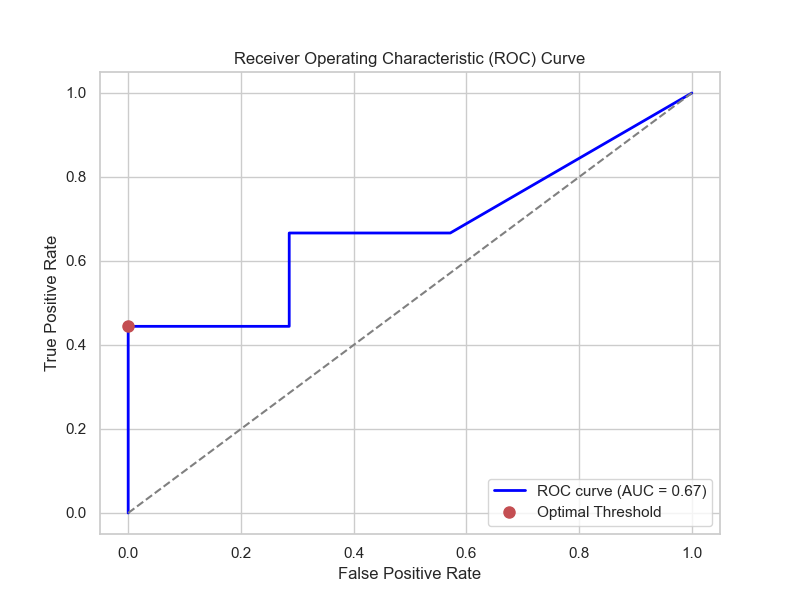 Receiver Operating Characteristic (ROC) Curve
True Positive Rate
1.0
0.8
0.6
0.4
0.2
0.0
ROC curve (AUC = 0.67)
Optimal Threshold
0.0 0.2 0.4 0.6 0.8 1.0
False Positive Rate